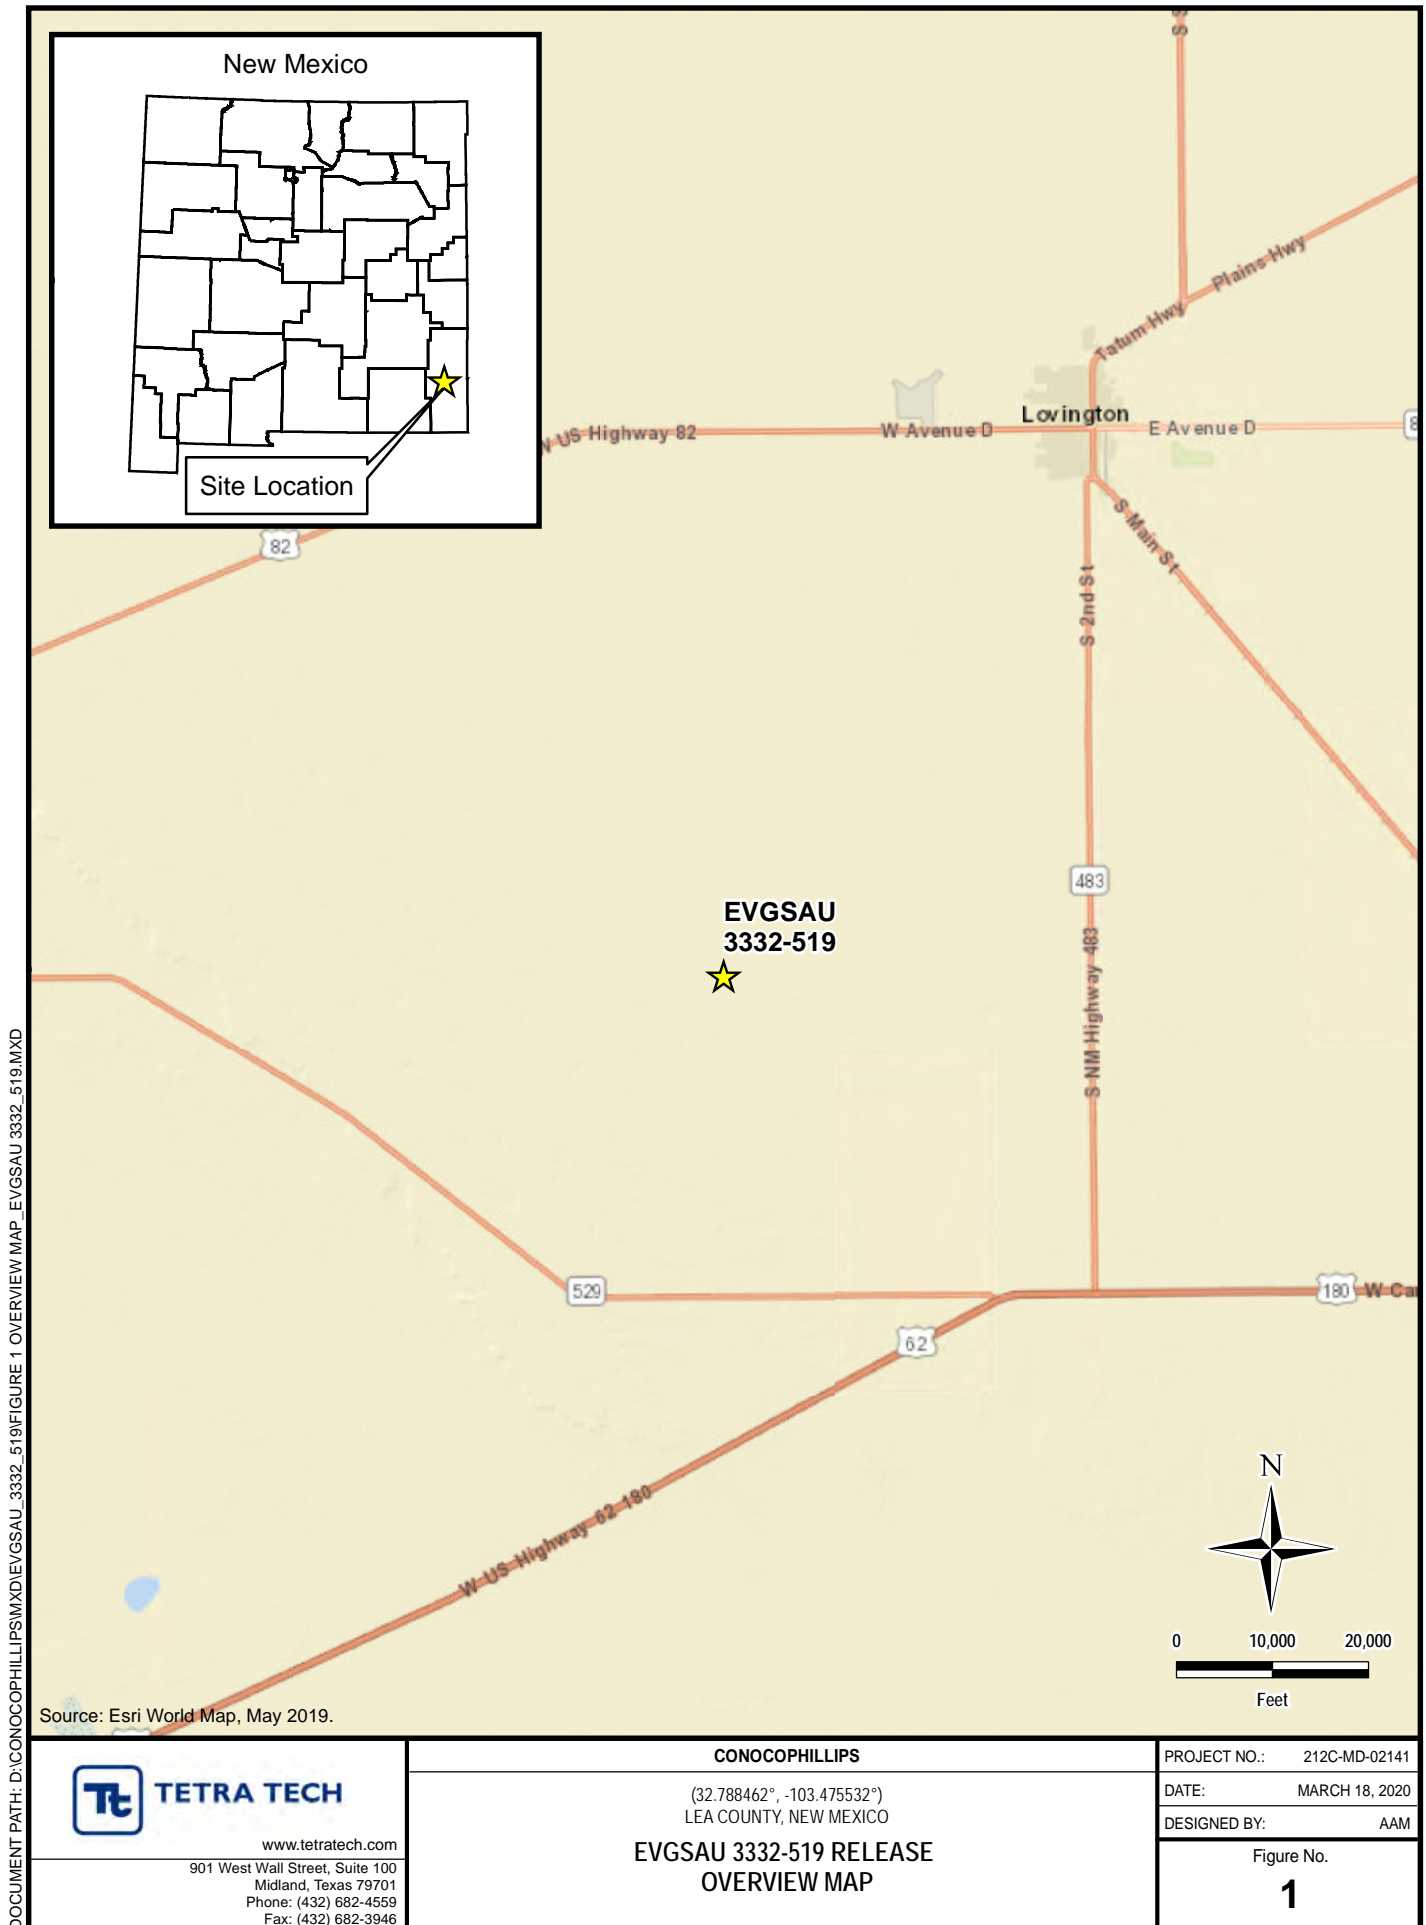 New Mexico
Site Location
S S
Plains Hwy
Tatum Hwy
Lovington
W US Highway 82
W Avenue D
E Avenue D
8
82
S Main St
S 2nd St
483
EVGSAU
3332-519
S NM Highway 483
529
180
W Ca
62
W US Highway 62 180
N
0 10,000 20,000
Feet
Source: Esri World Map, May 2019.
DOCUMENT PATH: D:\CONOCOPHILLIPS\MXD\EVGSAU_3332_519\FIGURE 1 OVERVIEW MAP_EVGSAU 3332_519.MXD
Tt TETRA TECH
www.tetratech.com
901 West Wall Street, Suite 100
Midland, Texas 79701
Phone: (432) 682-4559
Fax: (432) 682-3946
CONOCOPHILLIPS
(32.788462°, -103.475532°)
LEA COUNTY, NEW MEXICO
EVGSAU 3332-519 RELEASE
OVERVIEW MAP
PROJECT NO.: 212C-MD-02141
DATE: MARCH 18, 2020
DESIGNED BY: AAM
Figure No.
1